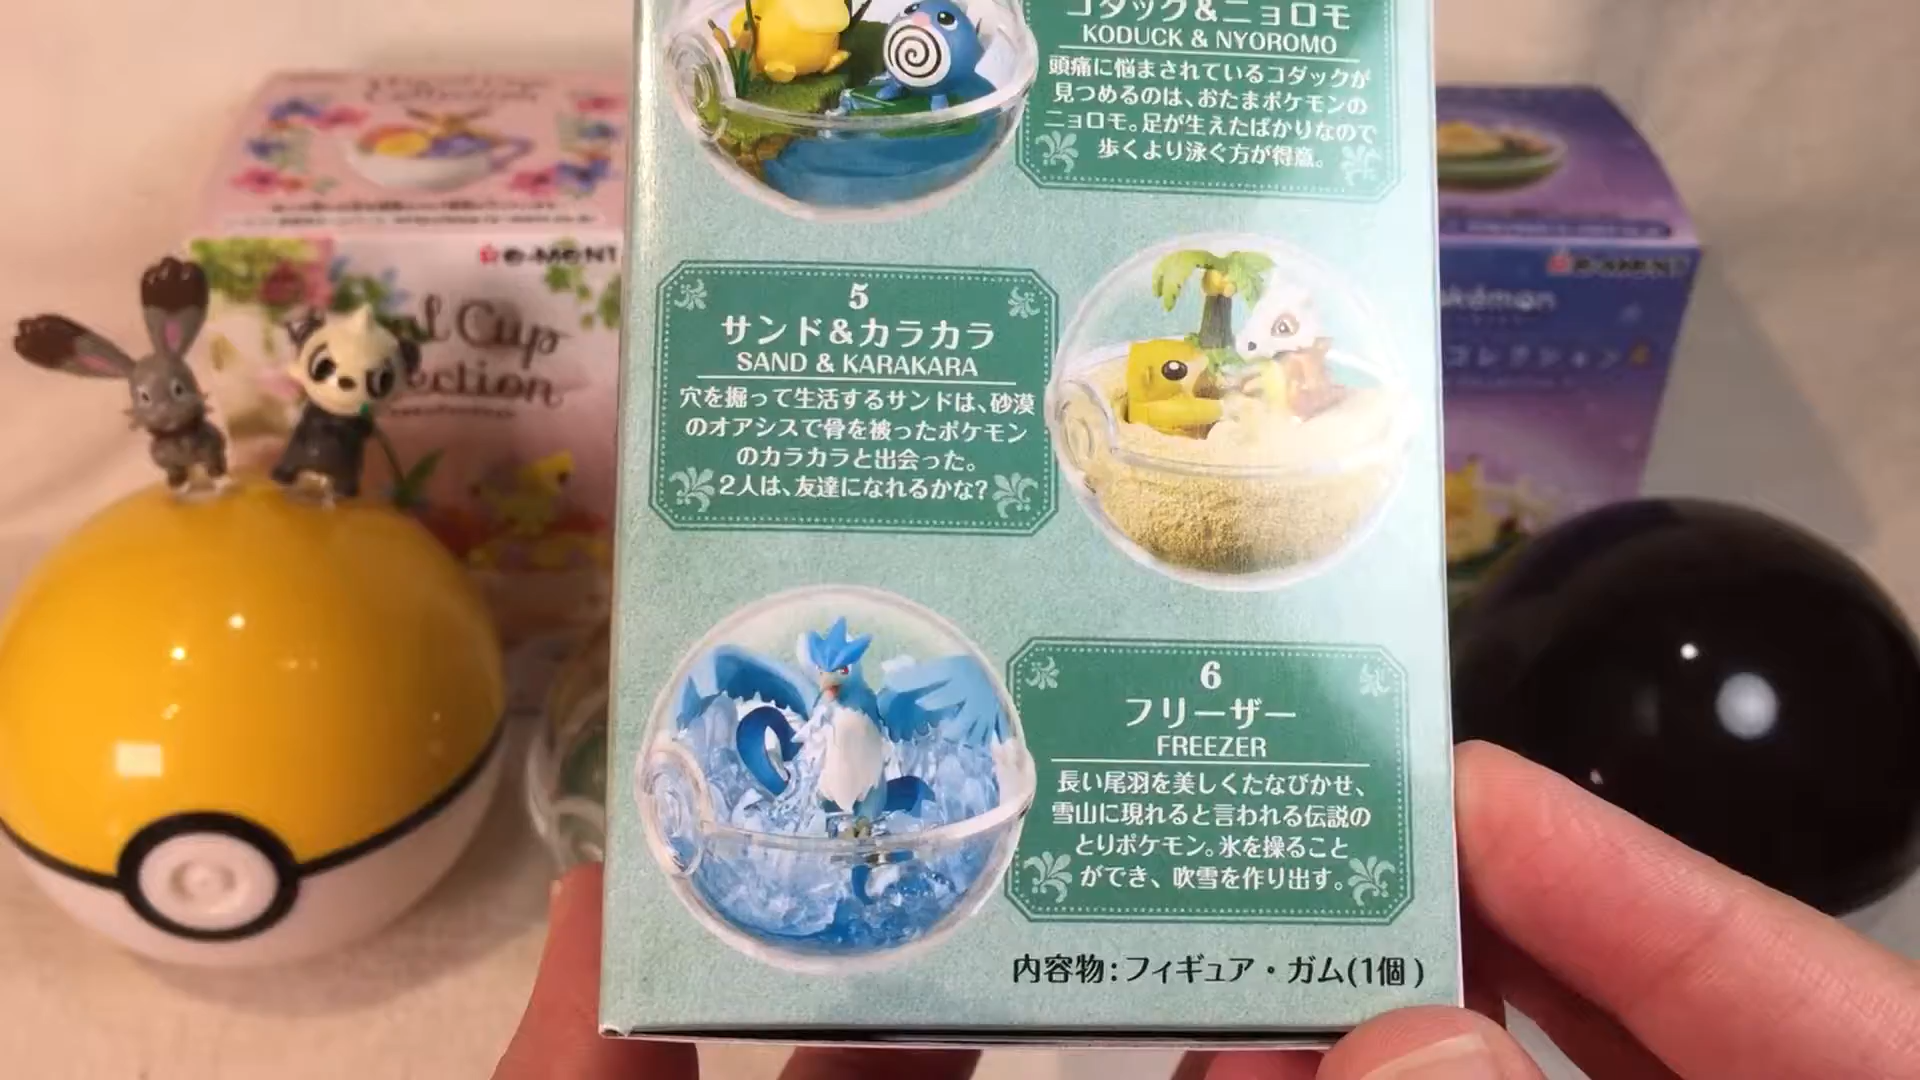 コダック&ニョロモ
KODUCK & NYOROMO
頭痛に悩まされているコダックが
見つめるのは、おたまポケモンの
ニョロモ。足が生えたばかりなので
歩くより泳ぐ方が得意。
5
サンド&カラカラ
SAND & KARAKARA
穴を掘って生活するサンドは、砂漠
のオアシスで骨を被ったポケモン
のカラカラと出会った。
2人は、友達になれるかな?
6
フリーザー
FREEZER
長い尾羽を美しくたなびかせ、
雪山に現れると言われる伝説の
とりポケモン。氷を操ること
ができ、吹雪を作り出す。
内容物:フィギュア・ガム(1個)
Re-MENT
al Cup
ection
Re-MENT
okémon
コレクション